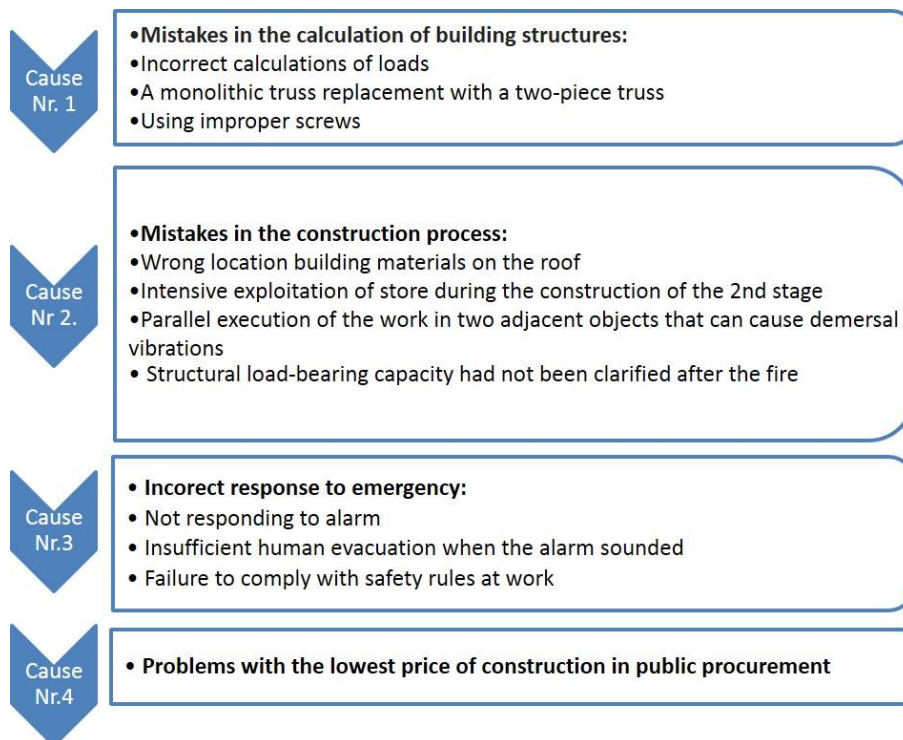 Cause
Nr. 1
•Mistakes in the calculation of building structures:
•Incorrect calculations of loads
•A monolithic truss replacement with a two-piece truss
•Using improper screws
Cause
Nr 2.
•Mistakes in the construction process:
•Wrong location building materials on the roof
•Intensive exploitation of store during the construction of the 2nd stage
•Parallel execution of the work in two adjacent objects that can cause demersal
vibrations
• Structural load-bearing capacity had not been clarified after the fire
Cause
Nr.3
• Incorect response to emergency:
• Not responding to alarm
• Insufficient human evacuation when the alarm sounded
• Failure to comply with safety rules at work
Cause
Nr.4
• Problems with the lowest price of construction in public procurement